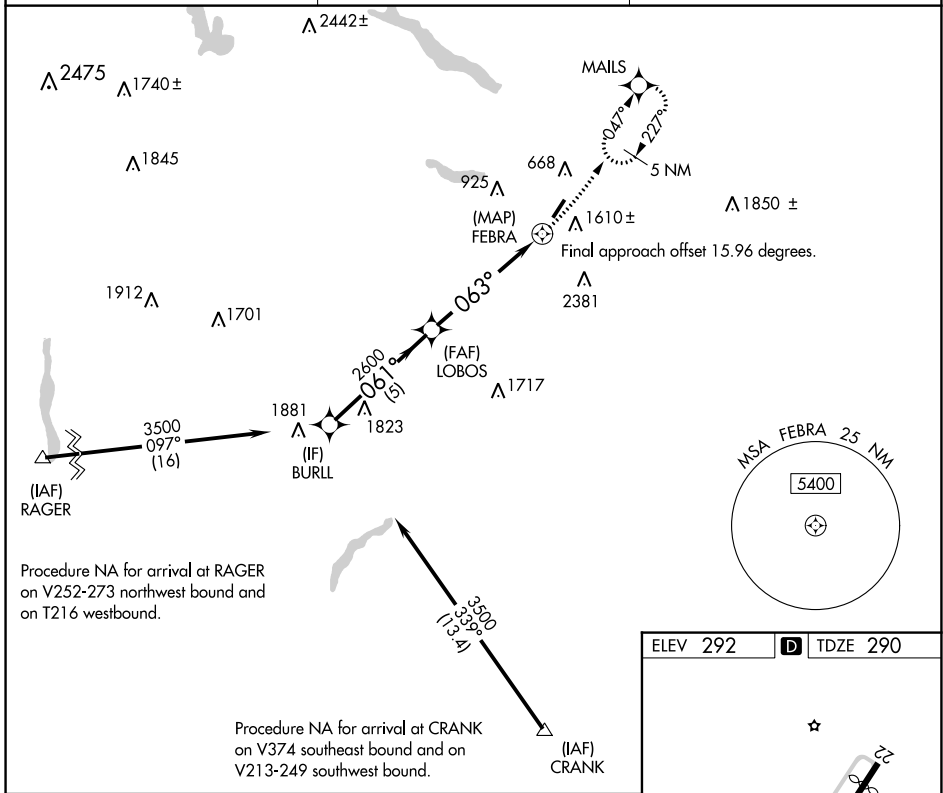 2442±
2475
1740±
MAILS
1845
047°
227°
5 NM
668
925
1850 ±
(MAP)
FEBRA
1610±
Final approach offset 15.96 degrees.
2381
1912
1701
063°
(FAF)
LOBOS
2600
061°
(5)
1717
1881
1823
3500
097°
(16)
(IF)
BURLL
(IAF)
RAGER
MSA FEBRA 25 NM
5400
Procedure NA for arrival at RAGER
on V252-273 northwest bound and
on T216 westbound.
3500
339°
(13.4)
ELEV 292
D
TDZE 290
Procedure NA for arrival at CRANK
on V374 southeast bound and on
V213-249 southwest bound.
(IAF)
CRANK
22